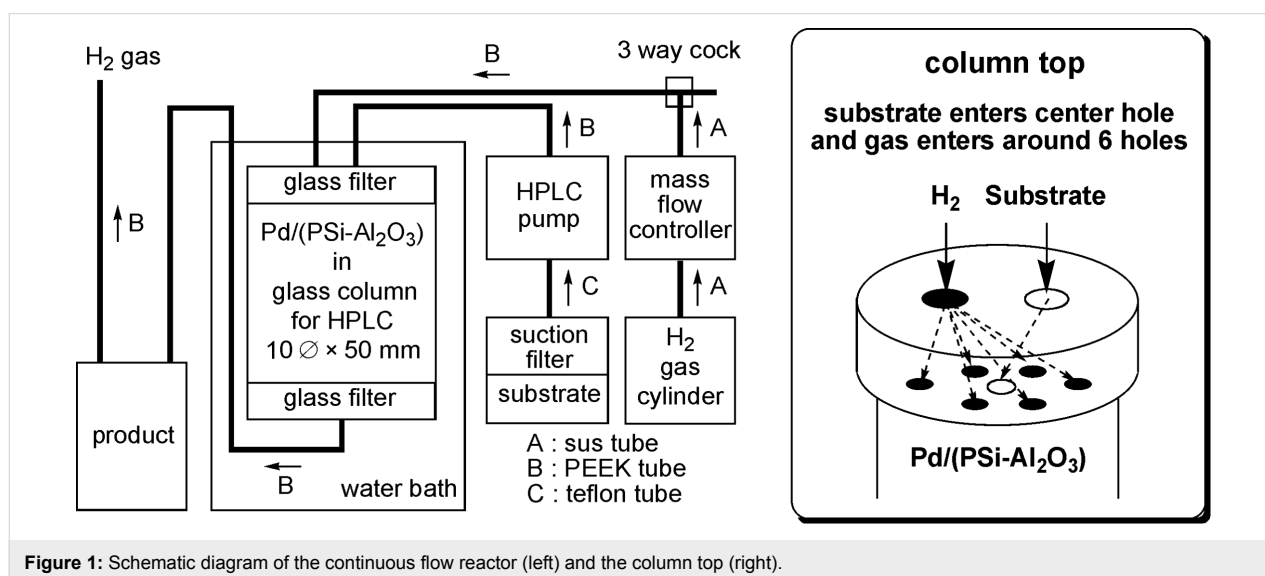 H₂ gas
B
3 way cock
B
A
B
glass filter
Pd/(PSi-Al₂O₃)
in
glass column
for HPLC
10 ∅ × 50 mm
glass filter
HPLC
pump
mass
flow
controller
C
A
suction
filter
substrate
H₂
gas
cylinder
product
B
water bath
A : sus tube
B : PEEK tube
C : teflon tube
column top
substrate enters center hole
and gas enters around 6 holes
H₂ Substrate
Pd/(PSi-Al₂O₃)
Figure 1: Schematic diagram of the continuous flow reactor (left) and the column top (right).